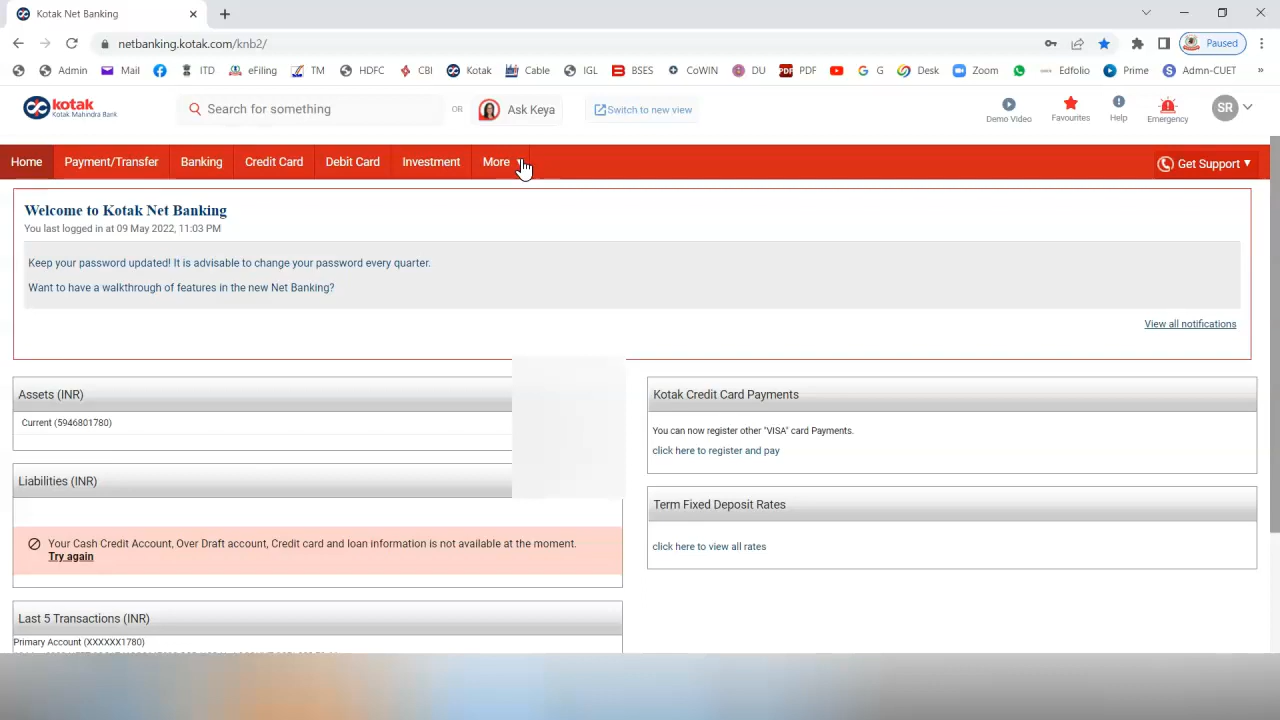 Kotak Net Banking
netbanking.kotak.com/knb2/
Paused
Admin Mail ITD eFiling TM HDFC CBI Kotak Cable IGL BSES CoWIN DU PDF PDF G Desk Zoom Edfolio Prime Admn-CUET »
kotak
Kotak Mahindra Bank
Search for something
OR
Ask Keya
Switch to new view
Demo Video
Favourites
Help
Emergency
SR
Home Payment/Transfer Banking Credit Card Debit Card Investment More
Get Support
Welcome to Kotak Net Banking
You last logged in at 09 May 2022, 11:03 PM
Keep your password updated! It is advisable to change your password every quarter.
Want to have a walkthrough of features in the new Net Banking?
View all notifications
Assets (INR)
Current (5946801780)
Liabilities (INR)
Your Cash Credit Account, Over Draft account, Credit card and loan information is not available at the moment.
Try again
Last 5 Transactions (INR)
Primary Account (XXXXXX1780)
Kotak Credit Card Payments
You can now register other "VISA" card Payments.
click here to register and pay
Term Fixed Deposit Rates
click here to view all rates